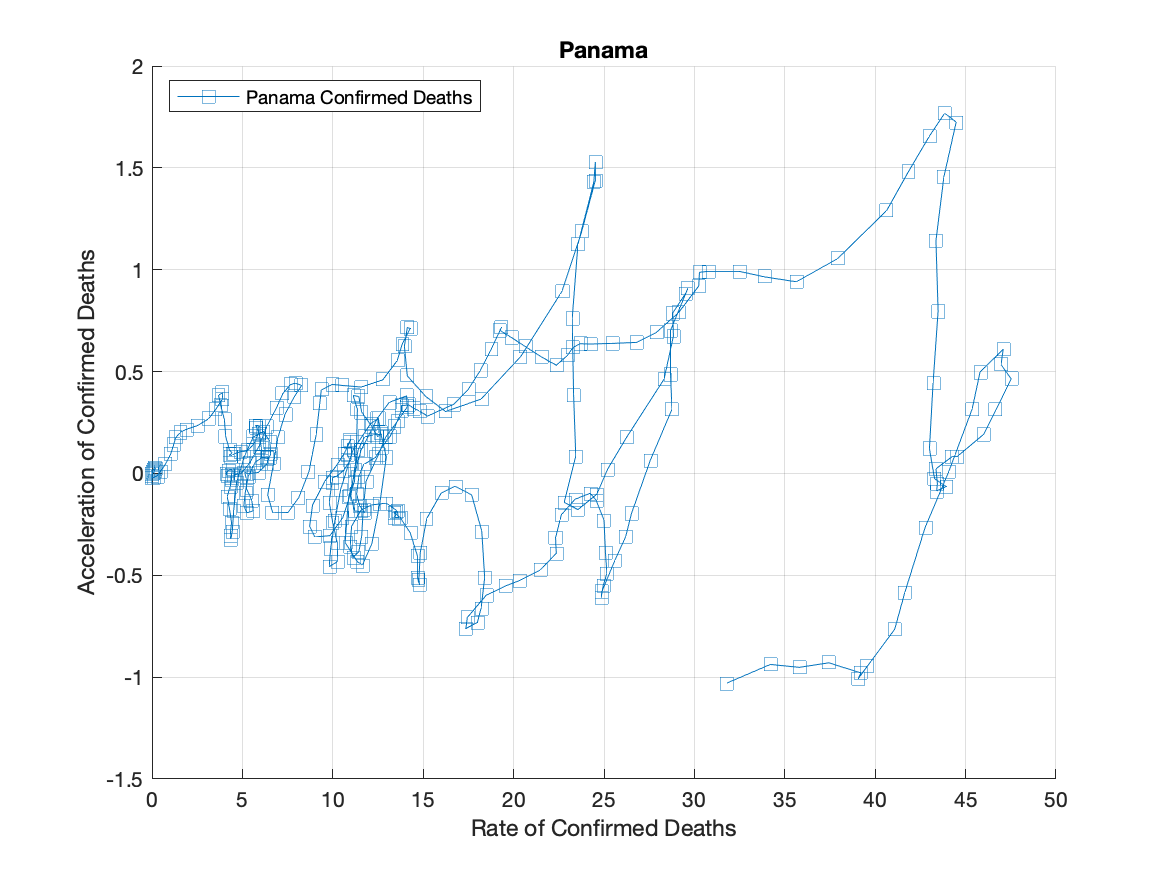 Panama
Panama Confirmed Deaths
2
1.5
1
0.5
0
-0.5
-1
-1.5
Acceleration of Confirmed Deaths
0 5 10 15 20 25 30 35 40 45 50
Rate of Confirmed Deaths